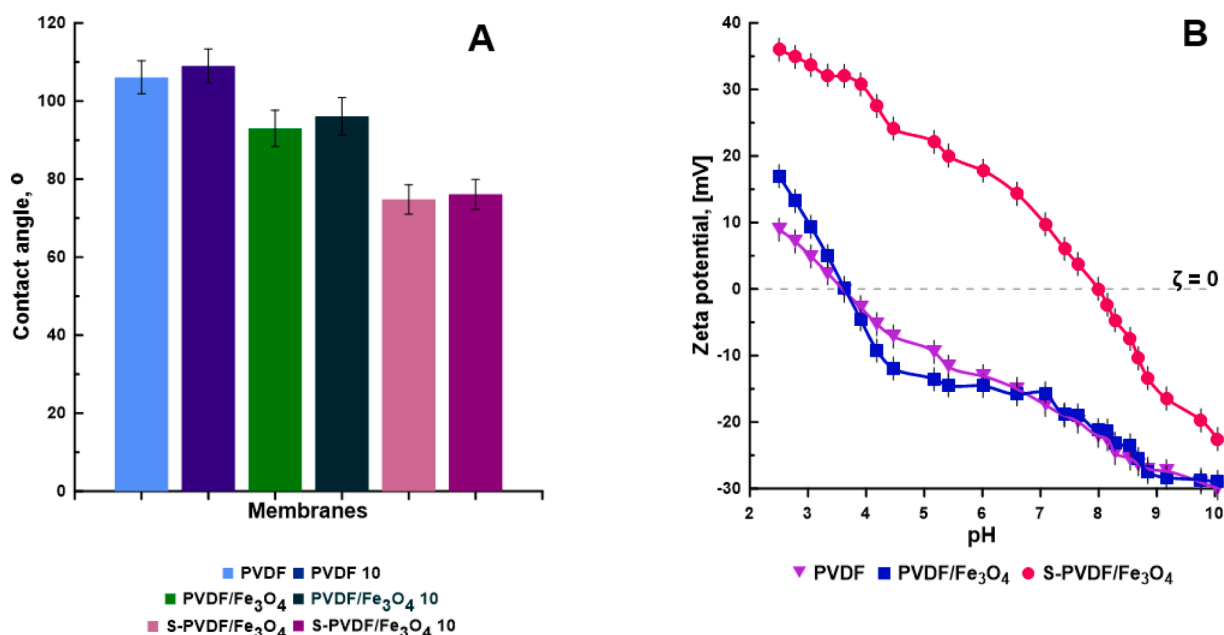 A
120
100
80
60
40
20
0
Contact angle, o
Membranes
PVDF PVDF 10
PVDF/Fe₃O₄ PVDF/Fe₃O₄ 10
S-PVDF/Fe₃O₄ S-PVDF/Fe₃O₄ 10
B
40
30
20
10
0
-10
-20
-30
Zeta potential, [mV]
ζ = 0
2 3 4 5 6 7 8 9 10
pH
PVDF PVDF/Fe₃O₄ S-PVDF/Fe₃O₄